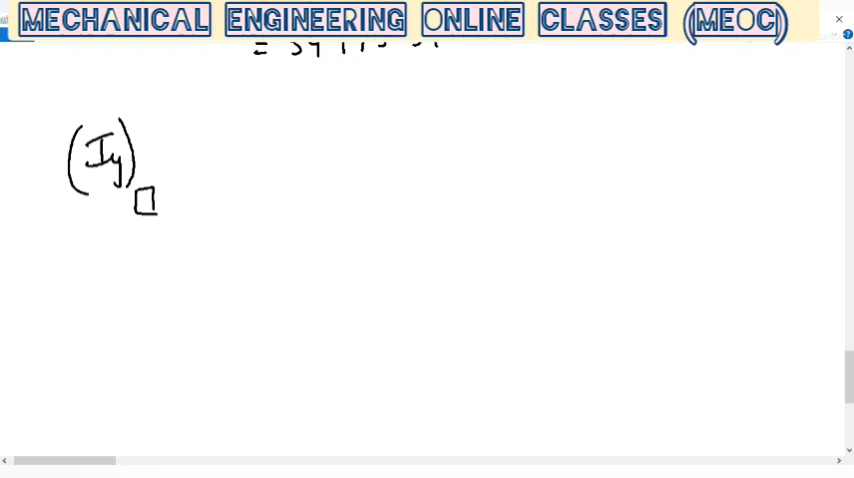 MECHANICAL ENGINEERING ONLINE CLASSES (MEOC)
(Iy)□